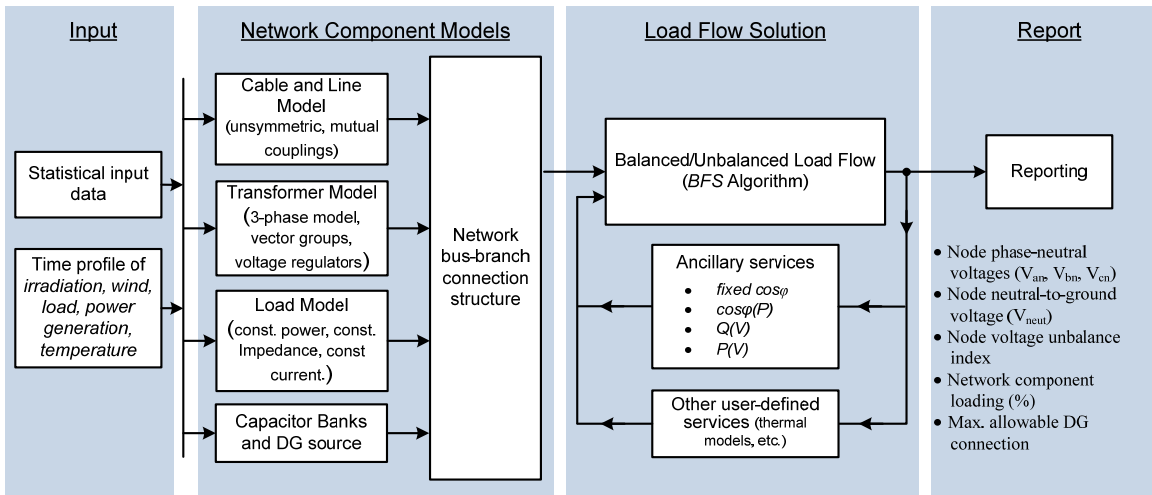 Input
Statistical input
data
Time profile of
irradiation, wind,
load, power
generation,
temperature
Network Component Models
Cable and Line
Model
(unsymmetric, mutual
couplings)
Transformer Model
(3-phase model,
vector groups,
voltage regulators)
Load Model
(const. power, const.
Impedance, const
current.)
Capacitor Banks
and DG source
Network
bus-branch
connection
structure
Load Flow Solution
Balanced/Unbalanced Load Flow
(BFS Algorithm)
Ancillary services
• fixed cosφ
• cosφ(P)
• Q(V)
• P(V)
Other user-defined
services (thermal
models, etc.)
Report
Reporting
• Node phase-neutral
voltages (Van, Vbn, Vcn)
• Node neutral-to-ground
voltage (Vneut)
• Node voltage unbalance
index
• Network component
loading (%)
• Max. allowable DG
connection